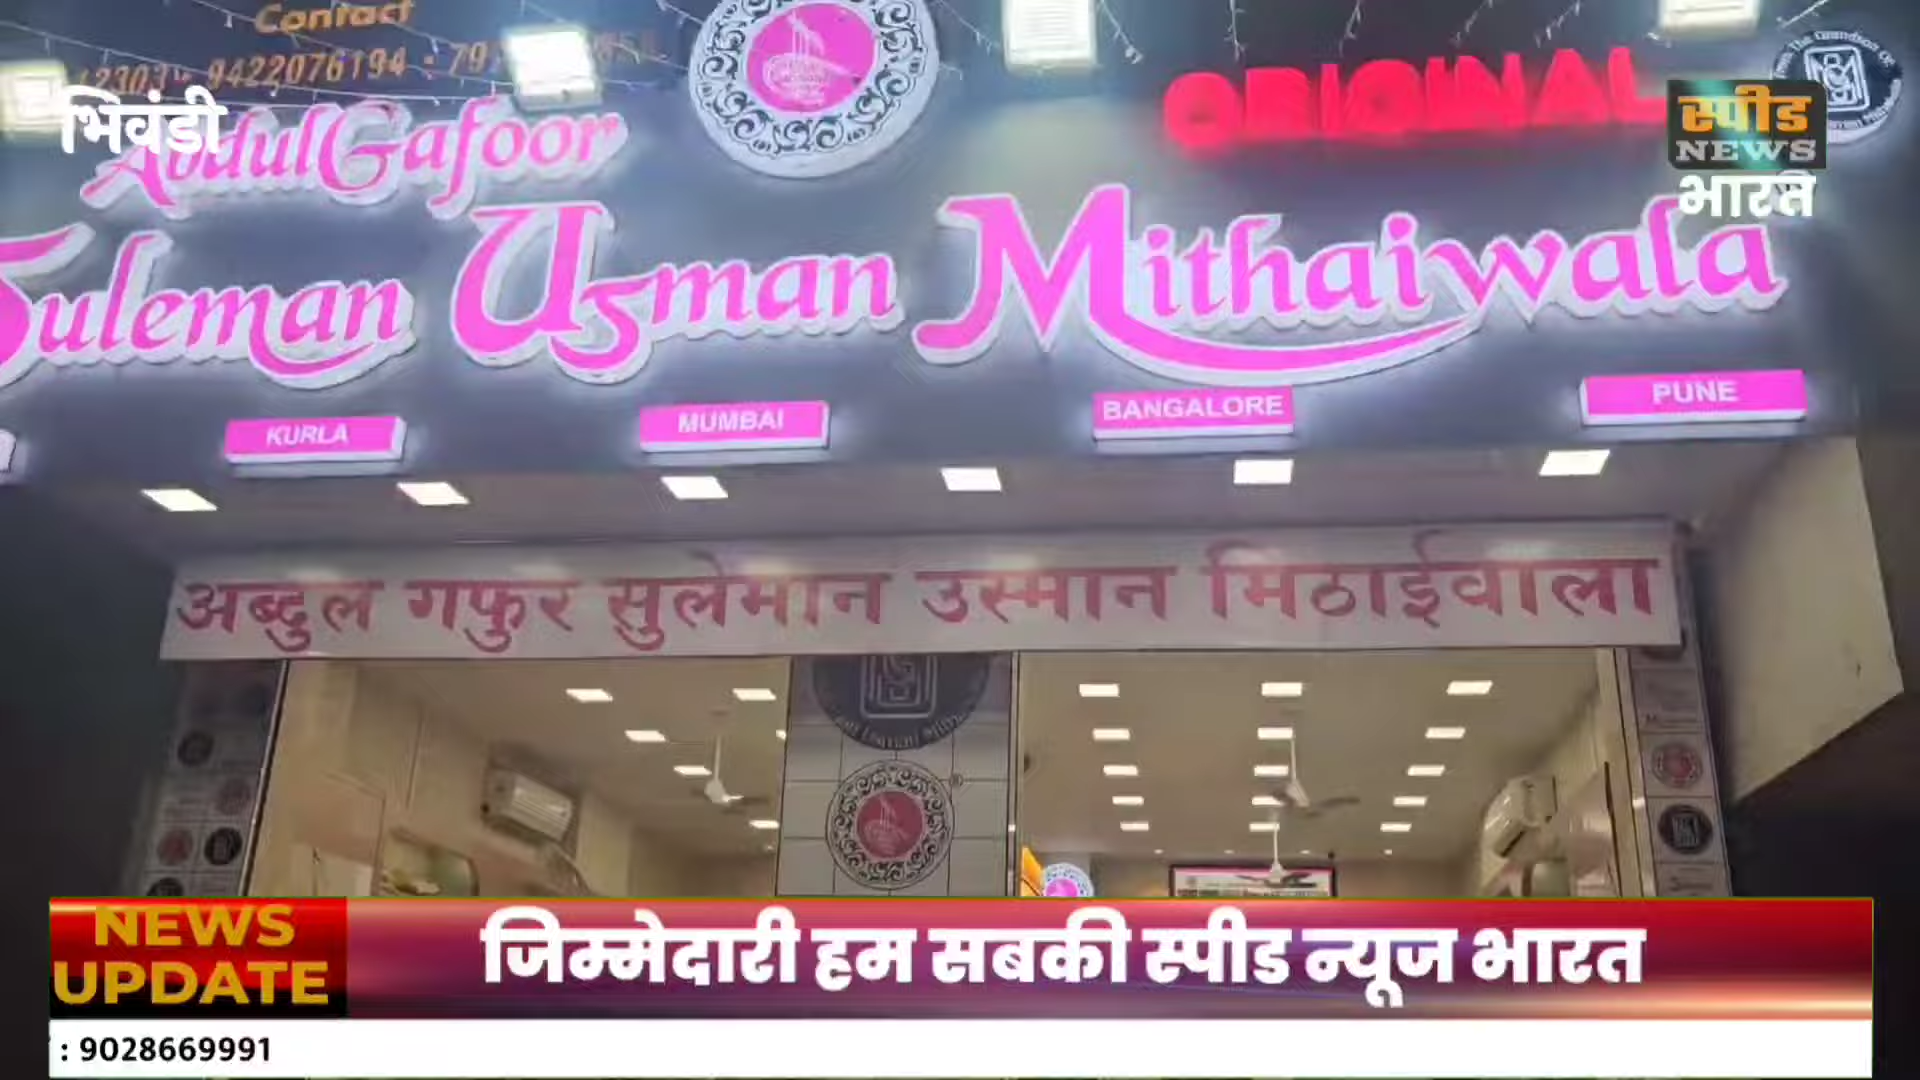 Contact
9422076194
भिवंडी
AbdulGafoor
ORIGINAL
स्पीड
NEWS
भारत
Suleman Usman Mithaiwala
KURLA
MUMBAI
BANGALORE
PUNE
अब्दुल गफुर सुलेमान उस्मान मिठाईवाला
NEWS
UPDATE
जिम्मेदारी हम सबकी स्पीड न्यूज भारत
: 9028669991